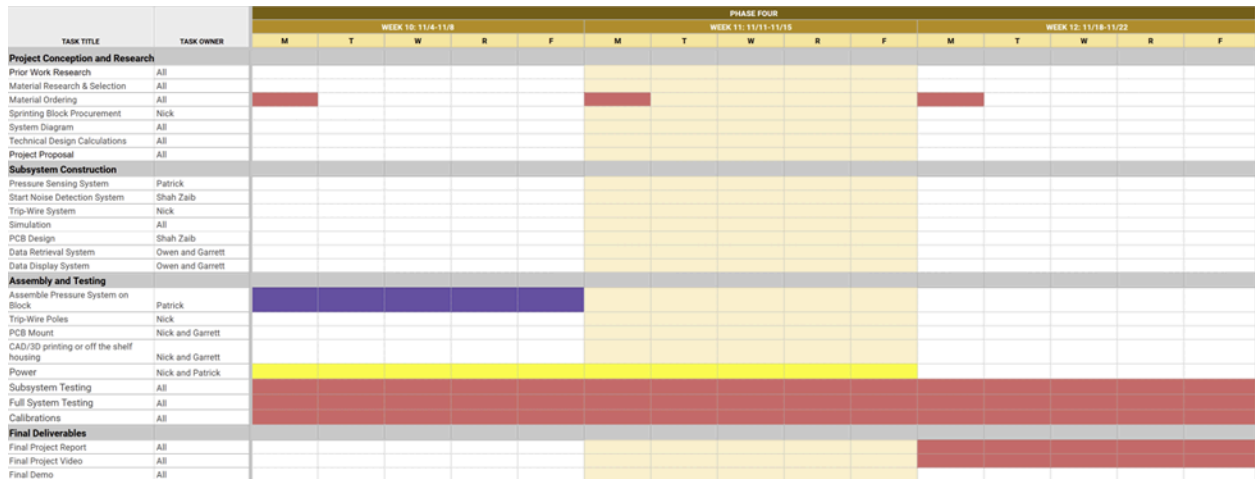 PHASE FOUR
WEEK 10: 11/4-11/8 WEEK 11: 11/11-11/15 WEEK 12: 11/18-11/22
TASK TITLE TASK OWNER M T W R F M T W R F M T W R F
Project Conception and Research
Prior Work Research All
Material Research & Selection All
Material Ordering All
Sprinting Block Procurement Nick
System Diagram All
Technical Design Calculations All
Project Proposal All
Subsystem Construction
Pressure Sensing System Patrick
Start Noise Detection System Shah Zaib
Trip-Wire System Nick
Simulation All
PCB Design Shah Zaib
Data Retrieval System Owen and Garrett
Data Display System Owen and Garrett
Assembly and Testing
Assemble Pressure System on
Block Patrick
Trip-Wire Poles Nick
PCB Mount Nick and Garrett
CAD/3D printing or off the shelf
housing Nick and Garrett
Power Nick and Patrick
Subsystem Testing All
Full System Testing All
Calibrations All
Final Deliverables
Final Project Report All
Final Project Video All
Final Demo All